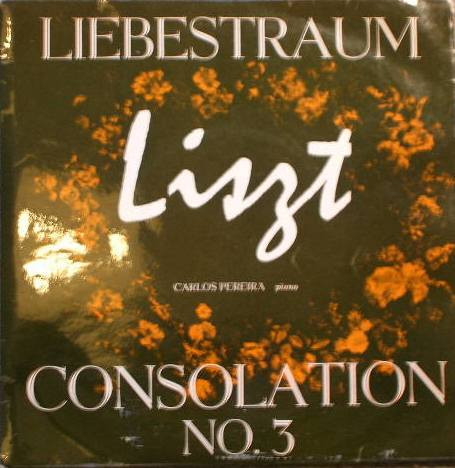 LIEBESTRAUM
Liszt
CARLOS PEREIRA piano
CONSOLATION
NO. 3